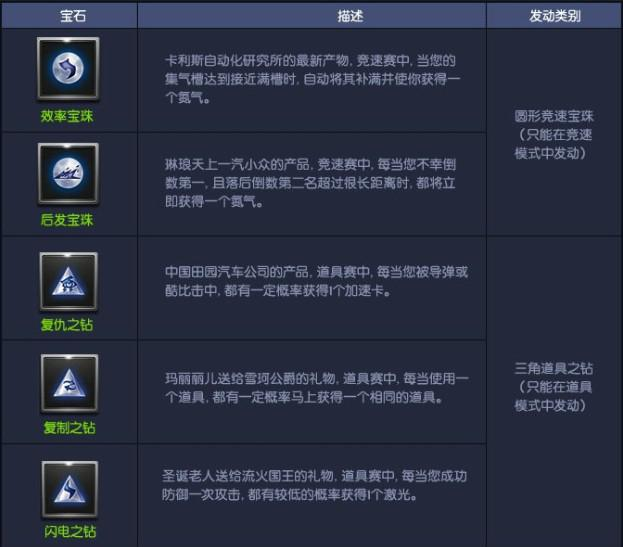 宝石 描述 发动类别
卡利斯自动化研究所的最新产物, 竞速赛中, 当您的
集气槽达到接近满槽时, 自动将其补满并使你获得一
个氮气。
效率宝珠
圆形竞速宝珠
（只能在竞速
模式中发动）
琳琅天上一汽小众的产品, 竞速赛中, 每当您不幸倒
数第一, 且落后倒数第二名超过很长距离时, 都将立
即获得一个氮气。
后发宝珠
中国田园汽车公司的产品, 道具赛中, 每当您被导弹或
酷比击中, 都有一定概率获得1个加速卡。
复仇之钻
玛丽丽儿送给雪珂公爵的礼物, 道具赛中, 每当使用一
个道具, 都有一定概率马上获得一个相同的道具。
复制之钻
三角道具之钻
（只能在道具
模式中发动）
圣诞老人送给流火国王的礼物, 道具赛中, 每当您成功
防御一次攻击, 都有较低的概率获得1个激光。
闪电之钻